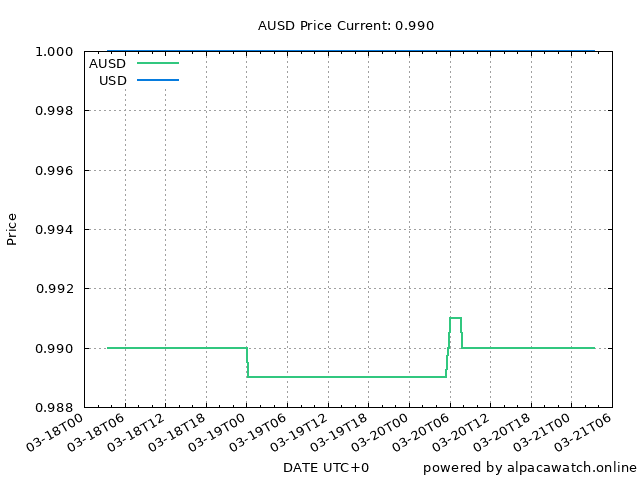 AUSD Price Current: 0.990
1.000
AUSD
USD
0.998
0.996
0.994
Price
0.992
0.990
0.988
03-18T00
03-18T06
03-18T12
03-18T18
03-19T00
03-19T06
03-19T12
03-19T18
03-20T00
03-20T06
03-20T12
03-20T18
03-21T00
03-21T06
DATE UTC+0
powered by alpacawatch.online